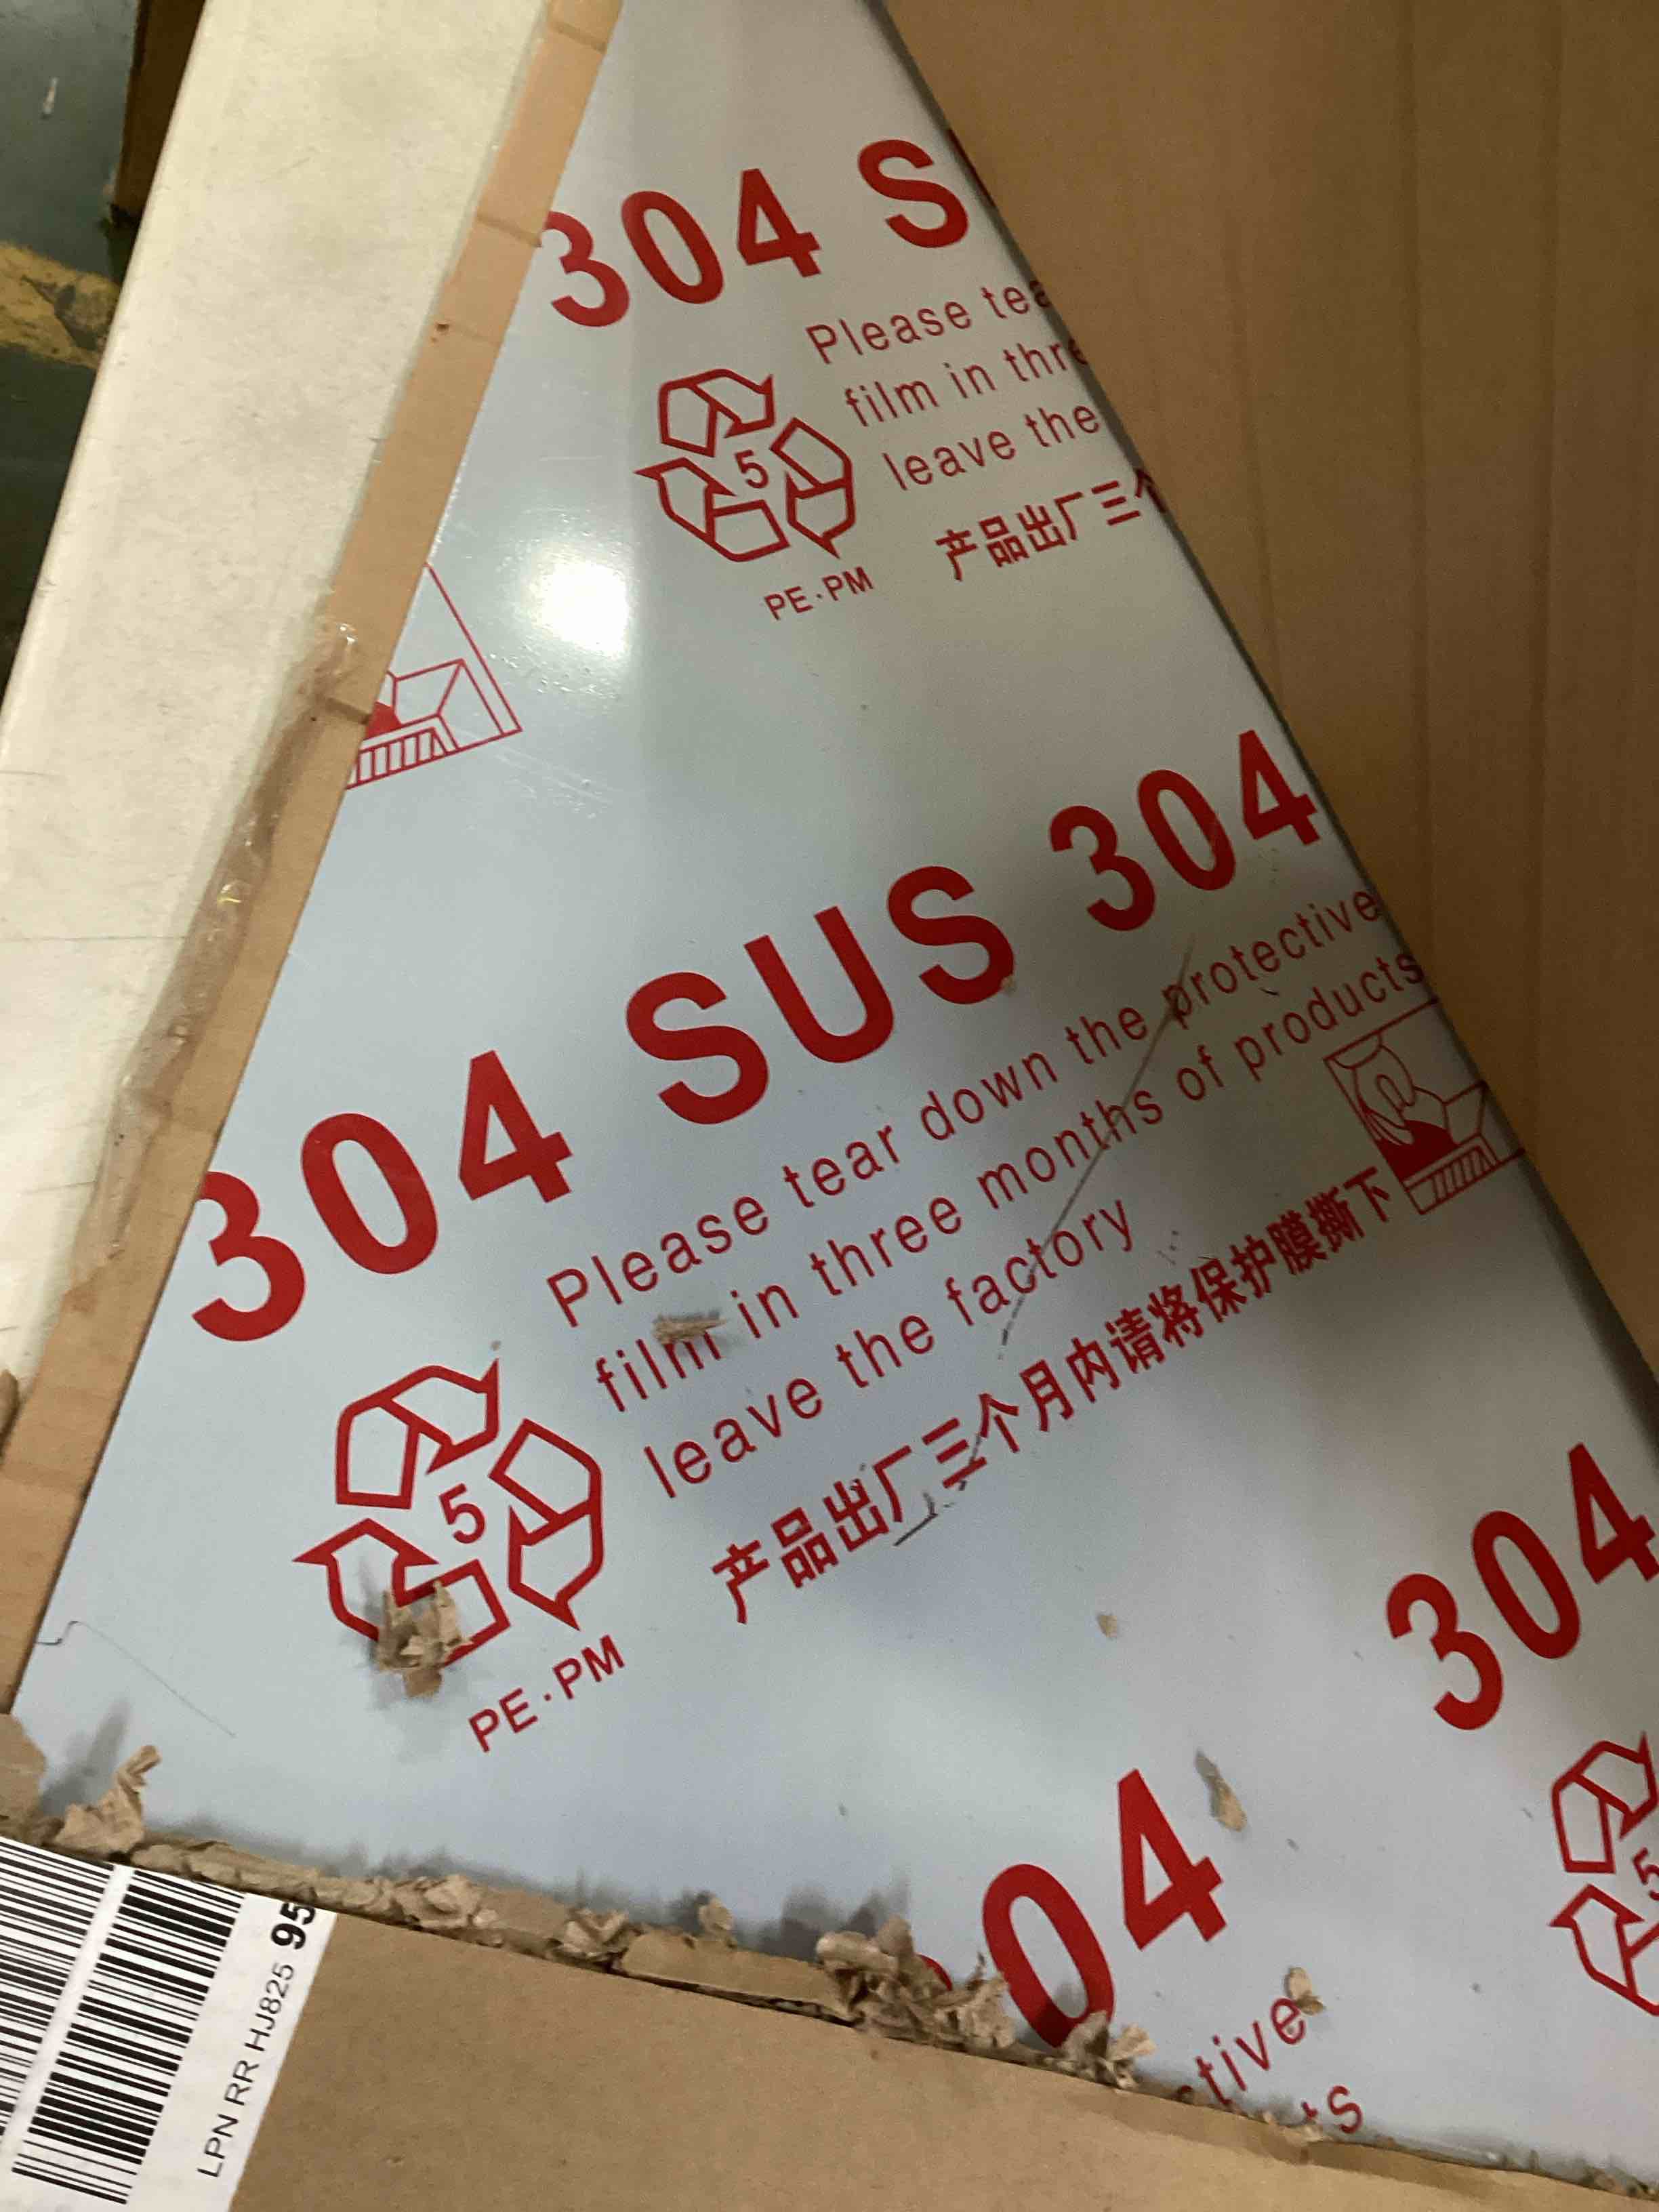 304 S
Please tea
film in thre
leave the
5
PE·PM
产品出厂三个
304 SUS 304
Please tear down the protective
film in three months of products
leave the factory
5
PE·PM
产品出厂三个月内请将保护膜撕下
304
5
04
tive
ts
LPN RR HJ825 95